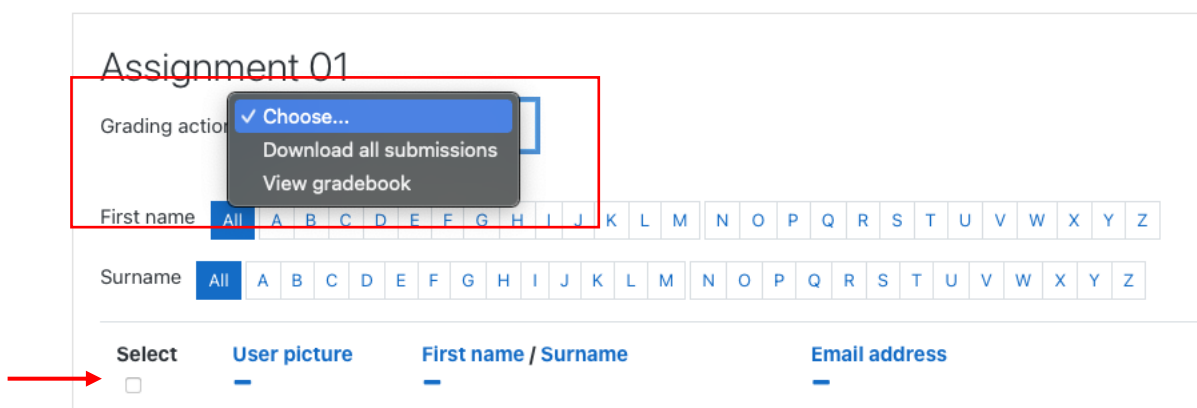 Assignment 01
Grading action
✓ Choose...
Download all submissions
View gradebook
First name All A B C D E F G H I J K L M N O P Q R S T U V W X Y Z
Surname All A B C D E F G H I J K L M N O P Q R S T U V W X Y Z
Select User picture First name / Surname Email address